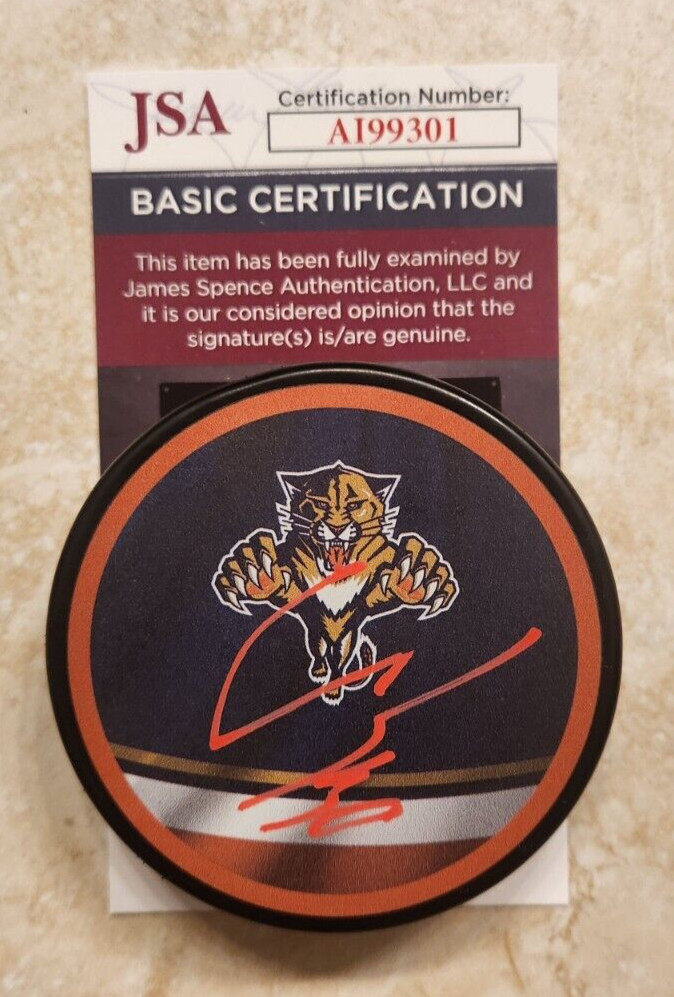 JSA
Certification Number:
AI99301
BASIC CERTIFICATION
This item has been fully examined by
James Spence Authentication, LLC and
it is our considered opinion that the
signature(s) is/are genuine.